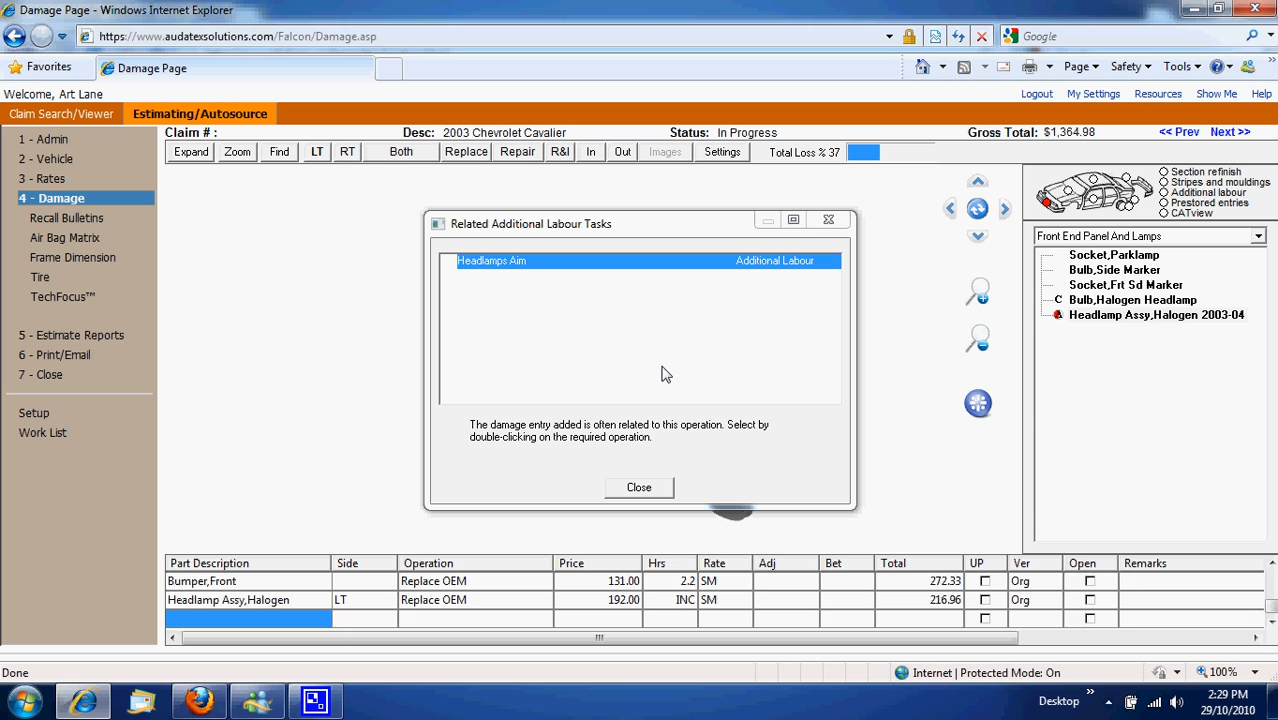 Damage Page - Windows Internet Explorer
https://www.audatexsolutions.com/Falcon/Damage.asp
Google
Favorites
Damage Page
Page
Safety
Tools
Welcome, Art Lane
Logout
My Settings
Resources
Show Me
Help
Claim Search/Viewer
Estimating/Autosource
1 - Admin
2 - Vehicle
3 - Rates
4 - Damage
Recall Bulletins
Air Bag Matrix
Frame Dimension
Tire
TechFocus™
5 - Estimate Reports
6 - Print/Email
7 - Close
Setup
Work List
Claim # :
Desc: 2003 Chevrolet Cavalier
Status: In Progress
Gross Total: $1,364.98
<< Prev
Next >>
Expand Zoom Find LT RT Both Replace Repair R&I In Out Images Settings Total Loss % 37
Section refinish
Stripes and mouldings
Additional labour
Prestored entries
CATview
Front End Panel And Lamps
Socket,Parklamp
Bulb,Side Marker
Socket,Frt Sd Marker
C Bulb,Halogen Headlamp
Headlamp Assy,Halogen 2003-04
Related Additional Labour Tasks
Headlamps Aim Additional Labour
The damage entry added is often related to this operation. Select by
double-clicking on the required operation.
Close
Part Description Side Operation Price Hrs Rate Adj Bet Total UP Ver Open Remarks
Bumper,Front Replace OEM 131.00 2.2 SM 272.33 Org
Headlamp Assy,Halogen LT Replace OEM 192.00 INC SM 216.96 Org
Done
Internet | Protected Mode: On
100%
Desktop
2:29 PM
29/10/2010